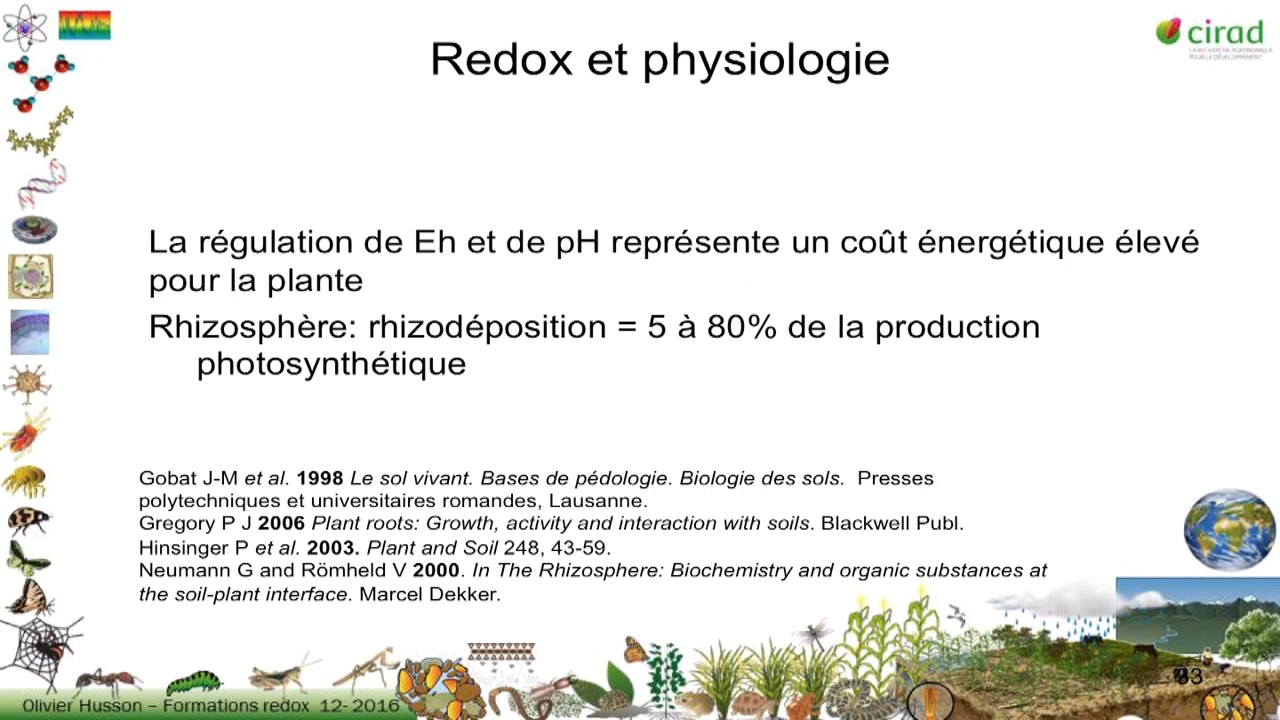 Redox et physiologie
cirad
LA RECHERCHE AGRONOMIQUE
POUR LE DÉVELOPPEMENT
La régulation de Eh et de pH représente un coût énergétique élevé
pour la plante
Rhizosphère: rhizodéposition = 5 à 80% de la production
photosynthétique
Gobat J-M et al. 1998 Le sol vivant. Bases de pédologie. Biologie des sols. Presses
polytechniques et universitaires romandes, Lausanne.
Gregory P J 2006 Plant roots: Growth, activity and interaction with soils. Blackwell Publ.
Hinsinger P et al. 2003. Plant and Soil 248, 43-59.
Neumann G and Römheld V 2000. In The Rhizosphere: Biochemistry and organic substances at
the soil-plant interface. Marcel Dekker.
Olivier Husson – Formations redox 12- 2016